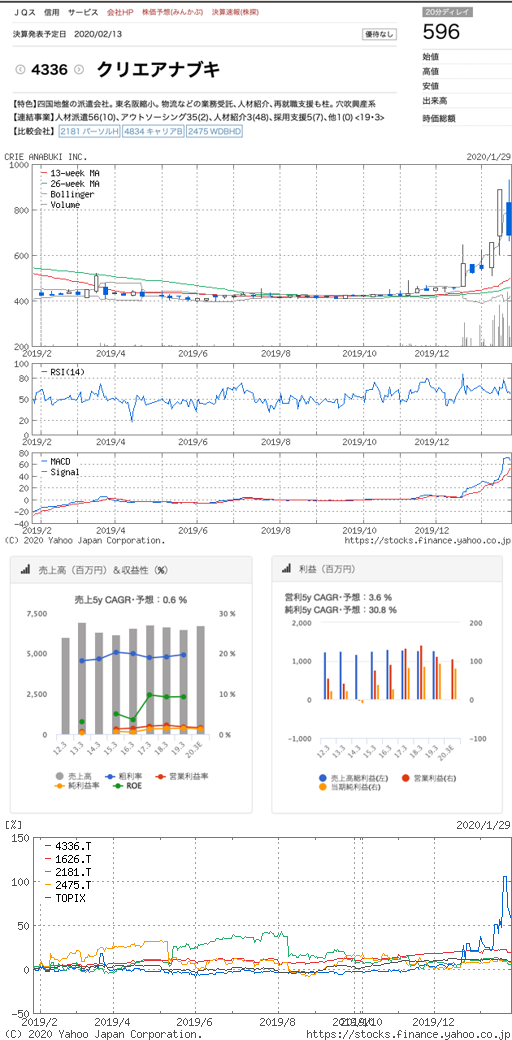 ＪＱス 信用 サービス 会社HP 株価予想(みんかぶ) 決算速報(株探)
20分ディレイ
596
決算発表予定日 2020/02/13
優待なし
始値
高値
安値
出来高
時価総額
4336 クリエアナブキ
【特色】四国地盤の派遣会社。東名阪縮小。物流などの業務受託、人材紹介、再就職支援も柱。穴吹興産系
【連結事業】人材派遣56(10)、アウトソーシング35(2)、人材紹介3(48)、採用支援5(7)、他1(0) <19・3>
【比較会社】 2181 パーソルH 4834 キャリアB 2475 WDBHD
CRIE ANABUKI INC. 2020/1/29
1000
13-week MA
26-week MA
Bollinger
Volume
800
600
400
200
2019/2 2019/4 2019/6 2019/8 2019/10 2019/12
100
RSI(14)
50
0
2019/2 2019/4 2019/6 2019/8 2019/10 2019/12
80
MACD
60
Signal
40
20
0
-20
-40
2019/2 2019/4 2019/6 2019/8 2019/10 2019/12
(C) 2020 Yahoo Japan Corporation. https://stocks.finance.yahoo.co.jp/
売上高（百万円）＆収益性（%）
売上5y CAGR・予想：0.6 %
7,500 30 %
5,000 20 %
2,500 10 %
0 0 %
12.3 13.3 14.3 15.3 16.3 17.3 18.3 19.3 20.3E
売上高 粗利率 営業利益率
純利益率 ROE
利益（百万円）
営利5y CAGR・予想：3.6 %
純利5y CAGR・予想：30.8 %
2,000 200
1,000 100
0 0
-1,000 -100
12.3 13.3 14.3 15.3 16.3 17.3 18.3 19.3 20.3E
売上高総利益(左) 営業利益(右)
当期純利益(右)
[%] 2020/1/29
150
4336.T
1626.T
2181.T
2475.T
TOPIX
100
50
0
-50
2019/2 2019/4 2019/6 2019/8 2019/10 2019/12
(C) 2020 Yahoo Japan Corporation. https://stocks.finance.yahoo.co.jp/